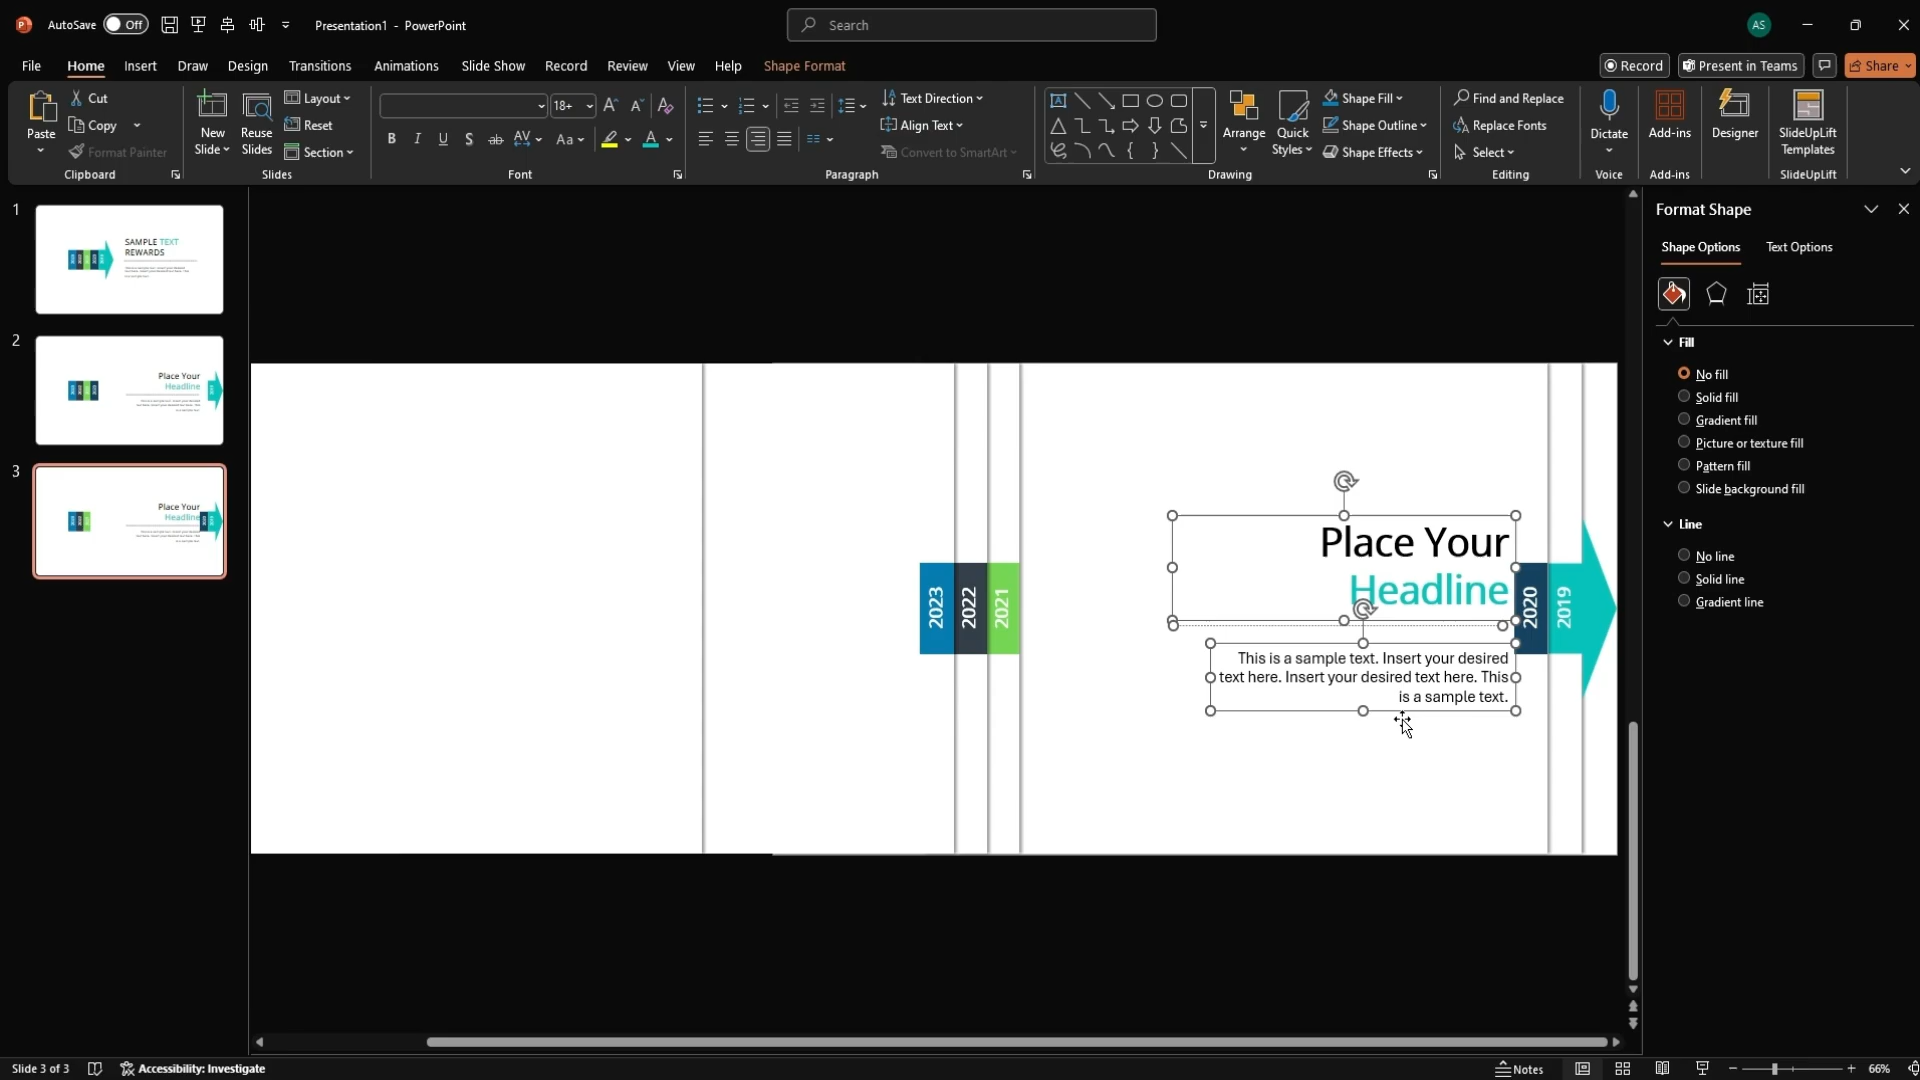 AutoSave Off Presentation1 - PowerPoint Search AS
File Home Insert Draw Design Transitions Animations Slide Show Record Review View Help Shape Format Record Present in Teams Share
Paste Cut Copy Format Painter
Clipboard
New Slide Reuse Slides Layout Reset Section
Slides
18+ Aa
Font
Text Direction
Align Text
Convert to SmartArt
Paragraph
Arrange Quick Styles Shape Fill Shape Outline Shape Effects
Drawing
Find and Replace
Replace Fonts
Select
Editing
Dictate
Voice
Add-ins
Add-ins
Designer
SlideUpLift Templates
SlideUpLift
1
SAMPLE TEXT
REWARDS
2
Place Your
Headline
3
Place Your
Headline
Place Your
Headline
2023 2022 2021 2020 2019
This is a sample text. Insert your desired
text here. Insert your desired text here. This
is a sample text.
Format Shape
Shape Options Text Options
Fill
No fill
Solid fill
Gradient fill
Picture or texture fill
Pattern fill
Slide background fill
Line
No line
Solid line
Gradient line
Slide 3 of 3 Accessibility: Investigate Notes 66%